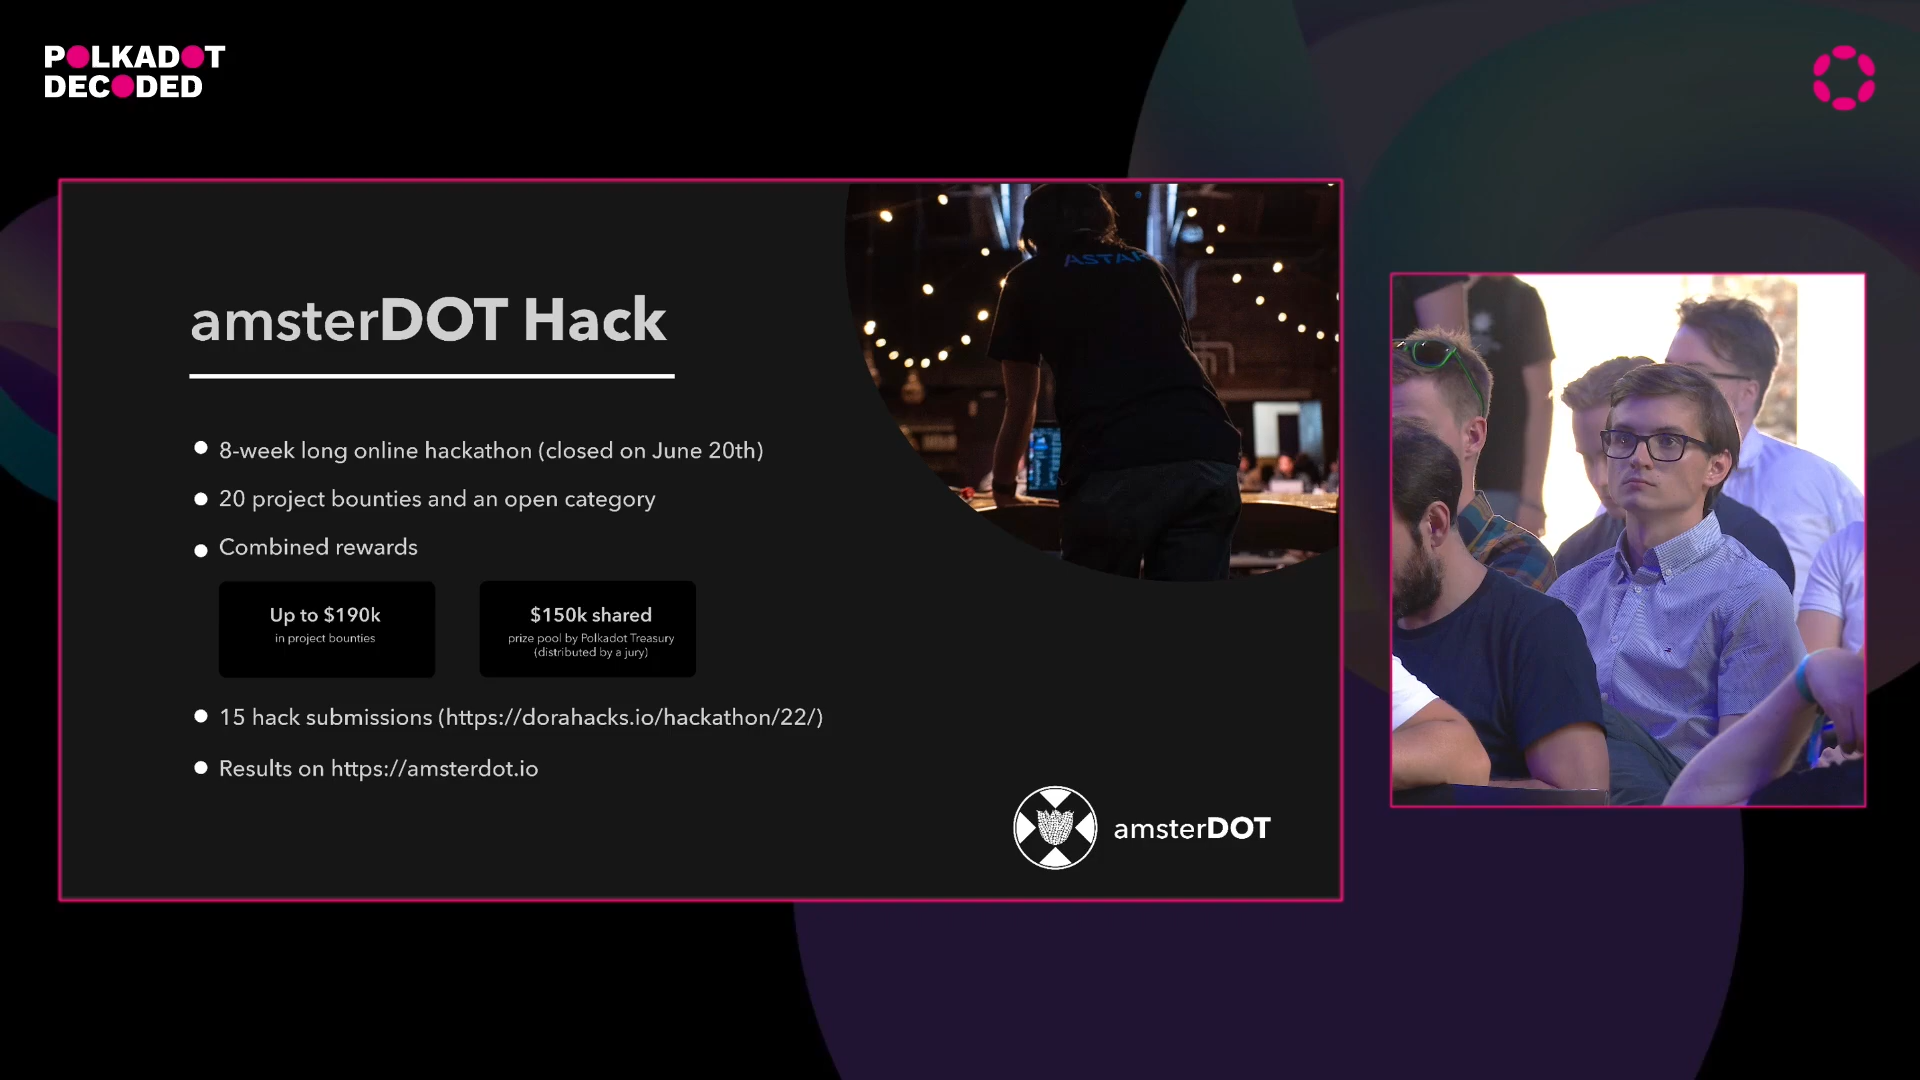 POLKADOT
DECODED
ASTAR
amsterDOT Hack
8-week long online hackathon (closed on June 20th)
20 project bounties and an open category
Combined rewards
Up to $190k
in project bounties
$150k shared
prize pool by Polkadot Treasury
(distributed by a jury)
15 hack submissions (https://dorahacks.io/hackathon/22/)
Results on https://amsterdot.io
amsterDOT